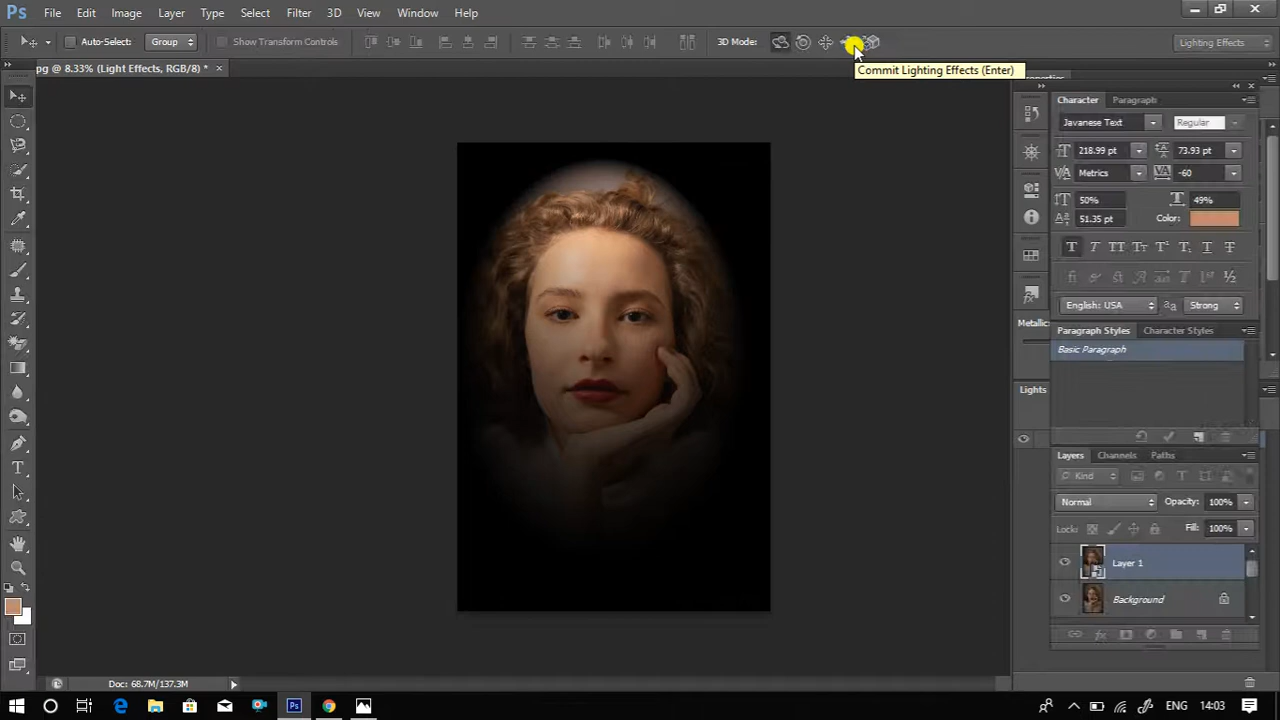 Ps File Edit Image Layer Type Select Filter 3D View Window Help
Auto-Select: Group Show Transform Controls 3D Mode: Lighting Effects
pg @ 8.33% (Light Effects, RGB/8) * ×
Commit Lighting Effects (Enter)
Character Paragraph
Javanese Text Regular
218.99 pt 73.93 pt
Metrics -60
50% 49%
51.35 pt Color:
English: USA aa Strong
Metallic
Paragraph Styles Character Styles
Basic Paragraph
Lights
Layers Channels Paths
Kind
Normal Opacity: 100%
Lock: Fill: 100%
Layer 1
Background
Doc: 68.7M/137.3M
ENG 14:03